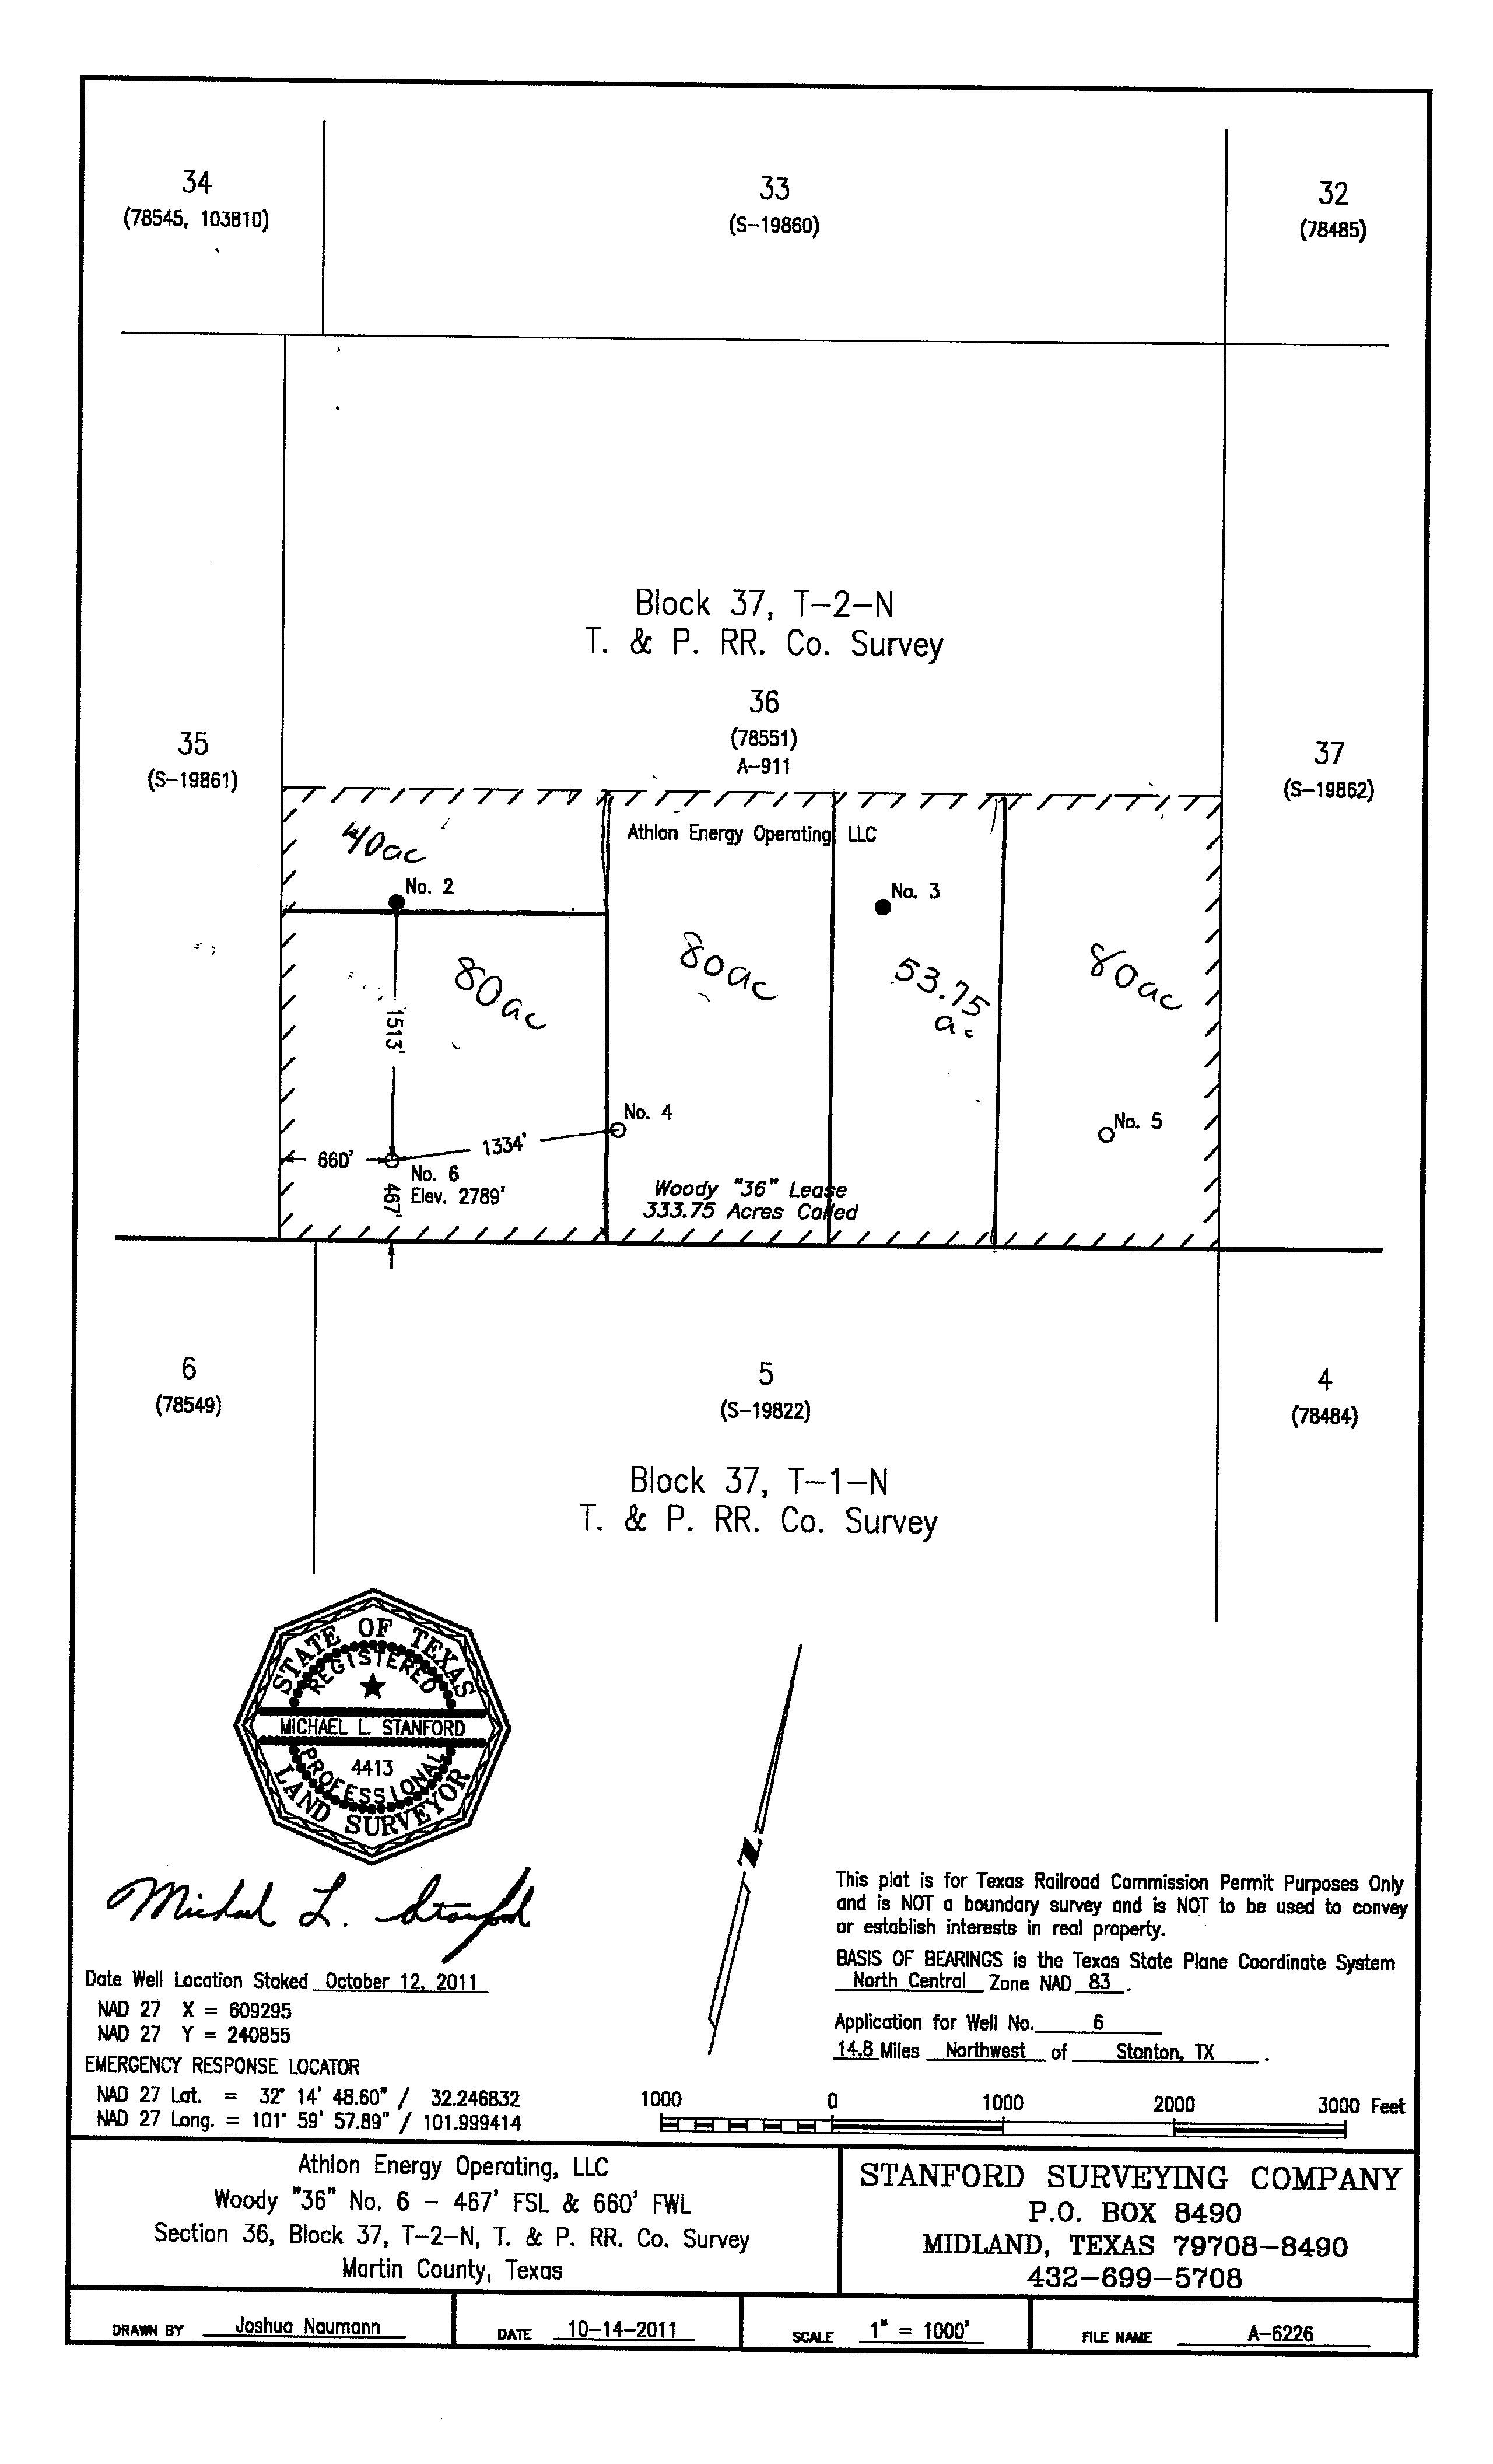 34
(78545, 103810)
33
(S-19860)
32
(78485)
Block 37, T-2-N
T. & P. RR. Co. Survey
36
(78551)
A-911
35
(S-19861)
37
(S-19862)
Athlon Energy Operating LLC
40ac
No. 2
No. 3
80ac
80ac
53.75
ac
80ac
1513'
No. 4
No. 5
1334'
660'
No. 6
Elev. 2789'
467'
Woody "36" Lease
333.75 Acres Called
6
(78549)
5
(S-19822)
4
(78484)
Block 37, T-1-N
T. & P. RR. Co. Survey
STATE OF TEXAS
REGISTERED
MICHAEL L. STANFORD
4413
PROFESSIONAL
LAND SURVEYOR
Michael L. Stanford
N
This plat is for Texas Railroad Commission Permit Purposes Only
and is NOT a boundary survey and is NOT to be used to convey
or establish interests in real property.
BASIS OF BEARINGS is the Texas State Plane Coordinate System
North Central Zone NAD 83.
Application for Well No. 6
14.8 Miles Northwest of Stanton, TX.
Date Well Location Staked October 12, 2011
NAD 27 X = 609295
NAD 27 Y = 240855
EMERGENCY RESPONSE LOCATOR
NAD 27 Lat. = 32° 14' 48.60" / 32.246832
NAD 27 Long. = 101° 59' 57.89" / 101.999414
1000 0 1000 2000 3000 Feet
Athlon Energy Operating, LLC
Woody "36" No. 6 - 467' FSL & 660' FWL
Section 36, Block 37, T-2-N, T. & P. RR. Co. Survey
Martin County, Texas
STANFORD SURVEYING COMPANY
P.O. BOX 8490
MIDLAND, TEXAS 79708-8490
432-699-5708
DRAWN BY Joshua Naumann
DATE 10-14-2011
SCALE 1" = 1000'
FILE NAME A-6226